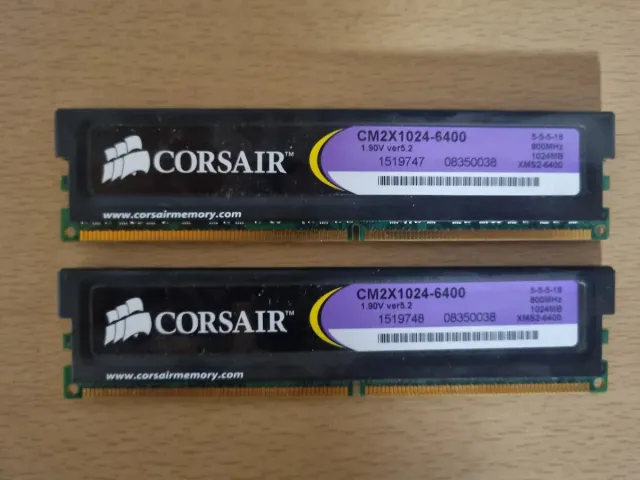 CORSAIR™
www.corsairmemory.com
CM2X1024-6400
1.90V ver5.2
1519747 08350038
5-5-5-18
800MHz
1024MB
XMS2-6400
CORSAIR™
www.corsairmemory.com
CM2X1024-6400
1.90V ver5.2
1519748 08350038
5-5-5-18
800MHz
1024MB
XMS2-6400